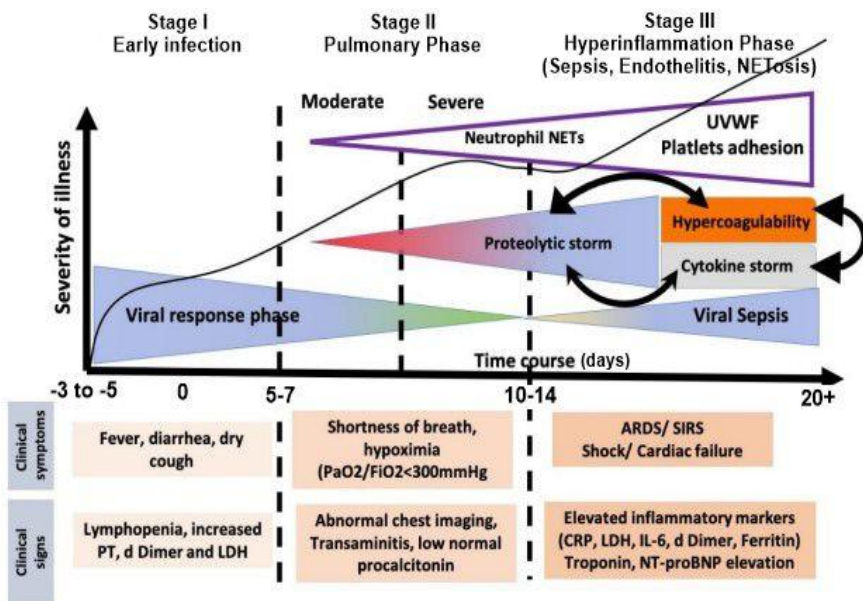 Stage I
Early infection
Stage II
Pulmonary Phase
Stage III
Hyperinflammation Phase
(Sepsis, Endothelitis, NETosis)
Moderate
Severe
Neutrophil NETs
UVWF
Platelets adhesion
Severity of illness
Proteolytic storm
Hypercoagulability
Cytokine storm
Viral response phase
Viral Sepsis
Time course (days)
-3 to -5
0
5-7
10-14
20+
Clinical
symptoms
Fever, diarrhea, dry
cough
Shortness of breath,
hypoximia
(PaO2/FiO2<300mmHg
ARDS/ SIRS
Shock/ Cardiac failure
Clinical
signs
Lymphopenia, increased
PT, d Dimer and LDH
Abnormal chest imaging,
Transaminitis, low normal
procalcitonin
Elevated inflammatory markers
(CRP, LDH, IL-6, d Dimer, Ferritin)
Troponin, NT-proBNP elevation